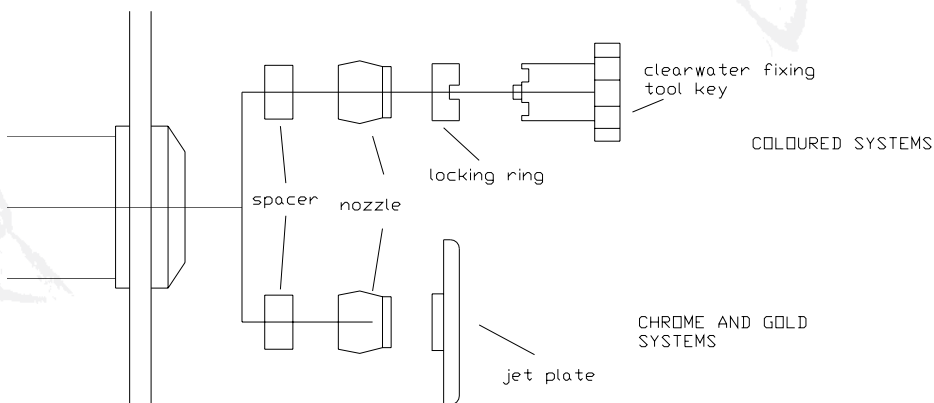 clearwater fixing
tool key
COLOURED SYSTEMS
locking ring
spacer
nozzle
CHROME AND GOLD
SYSTEMS
jet plate